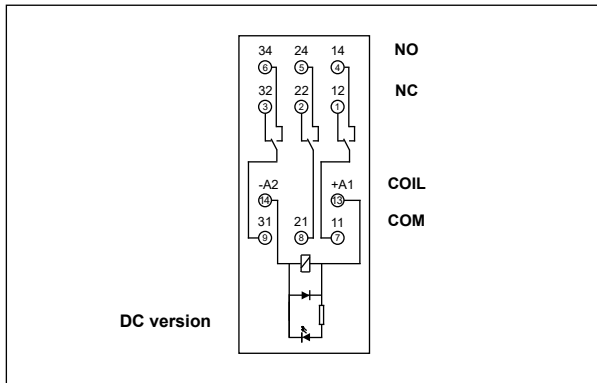 34 24 14 NO
6 5 4
32 22 12 NC
3 2 1
-A2 +A1 COIL
14 13
31 21 11 COM
9 8 7
DC version